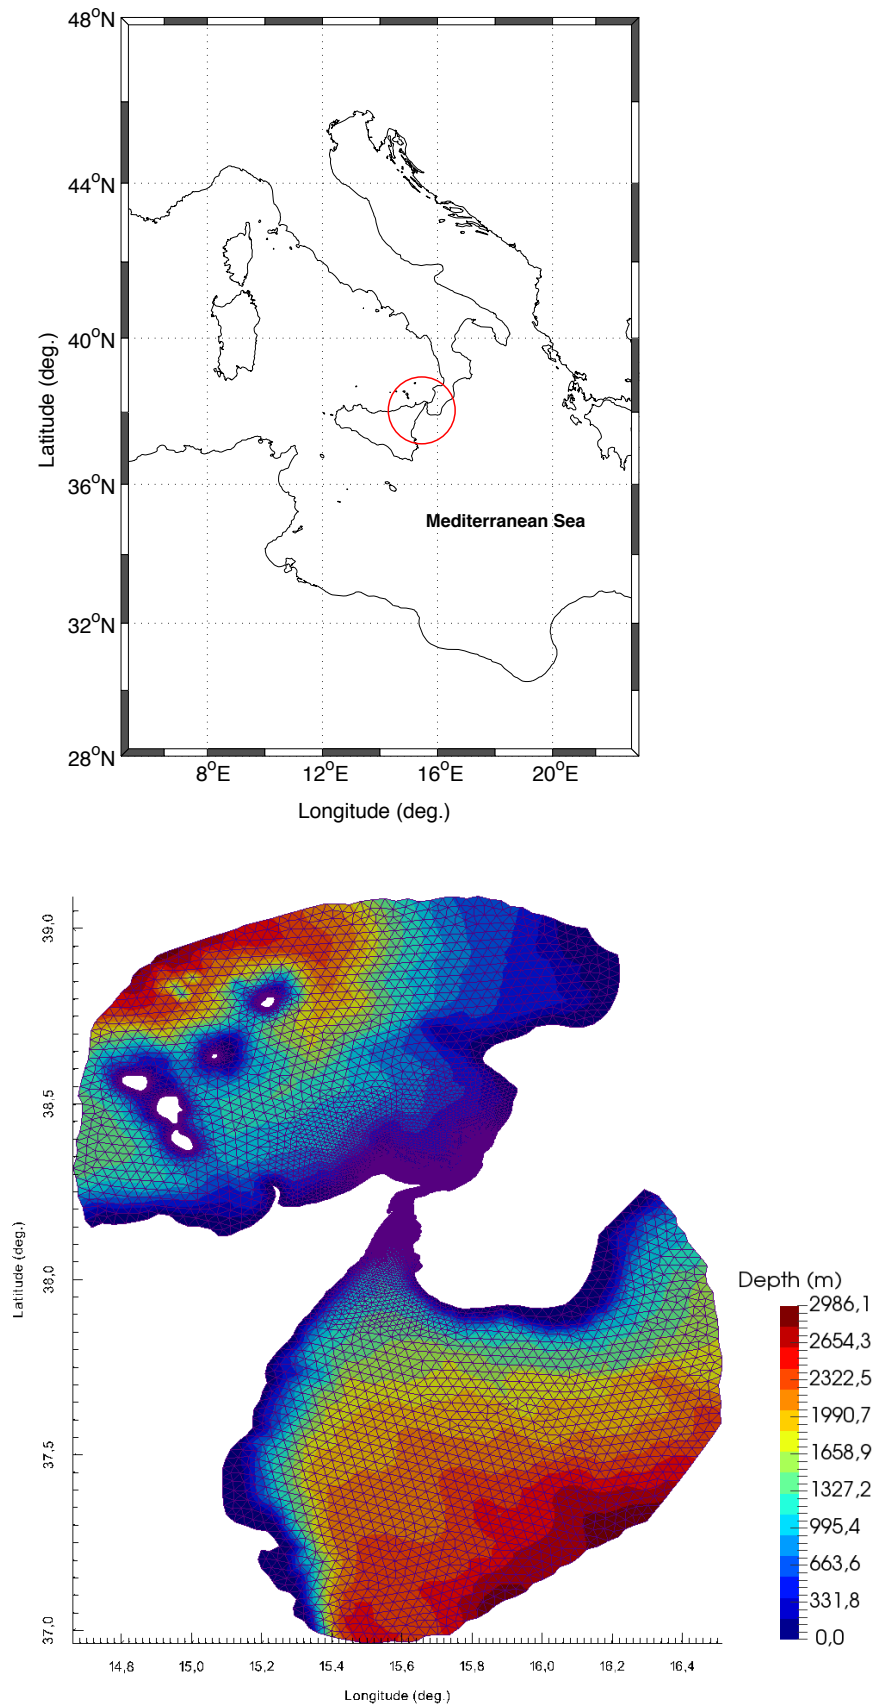 48°N
44°N
40°N
36°N
32°N
28°N
Latitude (deg.)
Mediterranean Sea
8°E 12°E 16°E 20°E
Longitude (deg.)
39,0
38,5
38,0
37,5
37,0
Latitude (deg.)
Depth (m)
2986,1
2654,3
2322,5
1990,7
1658,9
1327,2
995,4
663,6
331,8
0,0
14,8 15,0 15,2 15,4 15,6 15,8 16,0 16,2 16,4
Longitude (deg.)